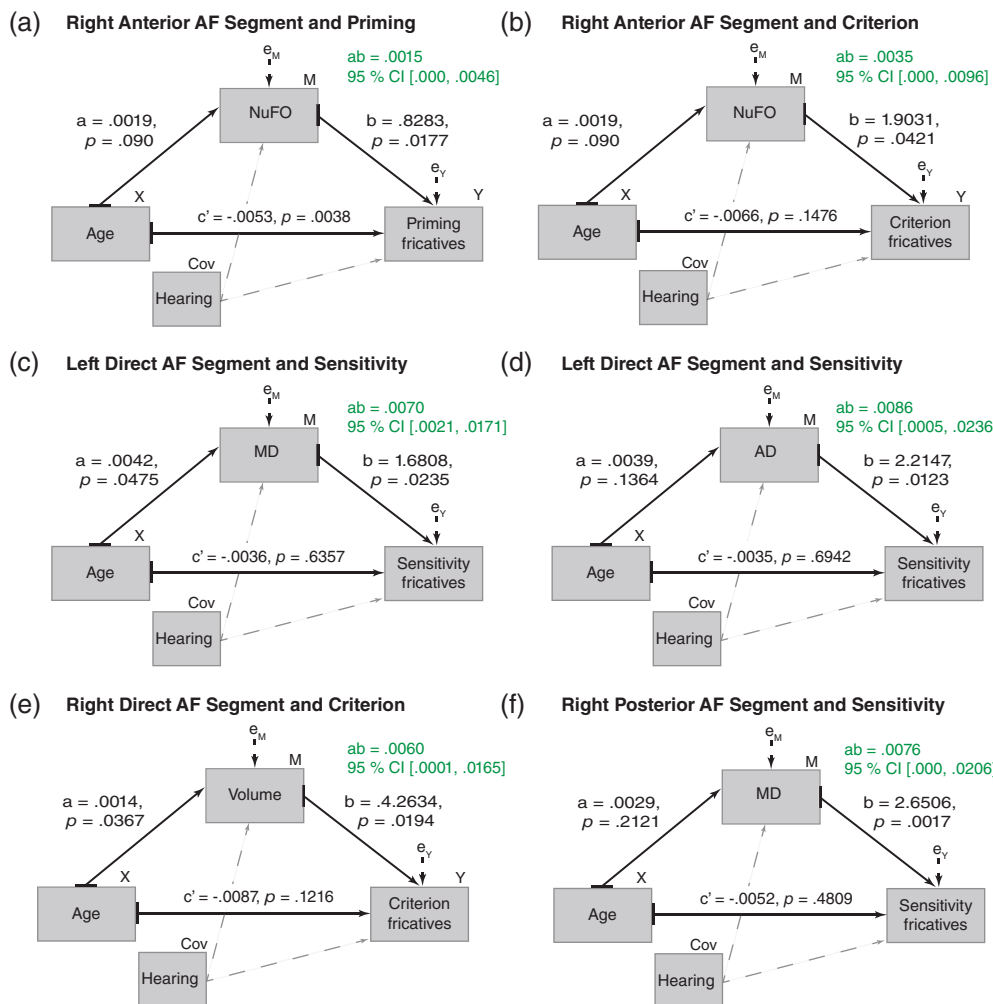 (a) Right Anterior AF Segment and Priming
e_M
ab = .0015
95 % CI [.000, .0046]
M
NuFO
a = .0019,
p = .090
b = .8283,
p = .0177
e_Y
X
Y
c' = -.0053, p = .0038
Age
Priming
fricatives
Cov
Hearing
(b) Right Anterior AF Segment and Criterion
e_M
ab = .0035
95 % CI [.000, .0096]
M
NuFO
a = .0019,
p = .090
b = 1.9031,
p = .0421
e_Y
X
Y
c' = -.0066, p = .1476
Age
Criterion
fricatives
Cov
Hearing
(c) Left Direct AF Segment and Sensitivity
e_M
ab = .0070
95 % CI [.0021, .0171]
M
MD
a = .0042,
p = .0475
b = 1.6808,
p = .0235
e_Y
X
c' = -.0036, p = .6357
Age
Sensitivity
fricatives
Cov
Hearing
(d) Left Direct AF Segment and Sensitivity
e_M
ab = .0086
95 % CI [.0005, .0236
M
AD
a = .0039,
p = .1364
b = 2.2147,
p = .0123
e_Y
X
c' = -.0035, p = .6942
Age
Sensitivity
fricatives
Cov
Hearing
(e) Right Direct AF Segment and Criterion
e_M
ab = .0060
95 % CI [.0001, .0165]
M
Volume
a = .0014,
p = .0367
b = .4.2634,
p = .0194
e_Y
X
Y
c' = -.0087, p = .1216
Age
Criterion
fricatives
Cov
Hearing
(f) Right Posterior AF Segment and Sensitivity
e_M
ab = .0076
95 % CI [.000, .0206]
M
MD
a = .0029,
p = .2121
b = 2.6506,
p = .0017
e_Y
X
c' = -.0052, p = .4809
Age
Sensitivity
fricatives
Cov
Hearing